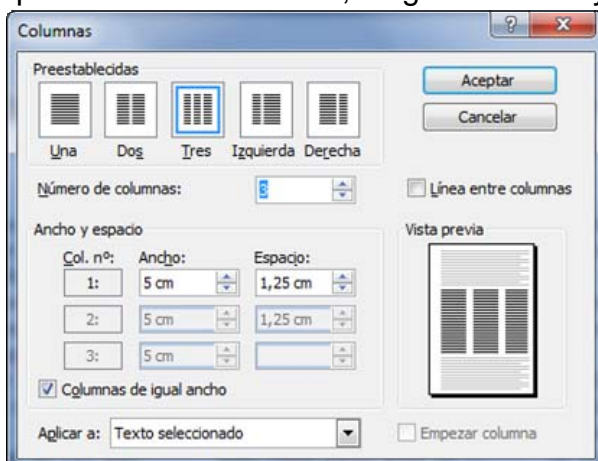 Columnas
Preestablecidas
Una Dos Tres Izquierda Derecha
Aceptar
Cancelar
Número de columnas: 3
Línea entre columnas
Ancho y espacio
Col. nº: Ancho: Espacio:
1: 5 cm 1,25 cm
2: 5 cm 1,25 cm
3: 5 cm
Columnas de igual ancho
Vista previa
Aplicar a: Texto seleccionado
Empezar columna